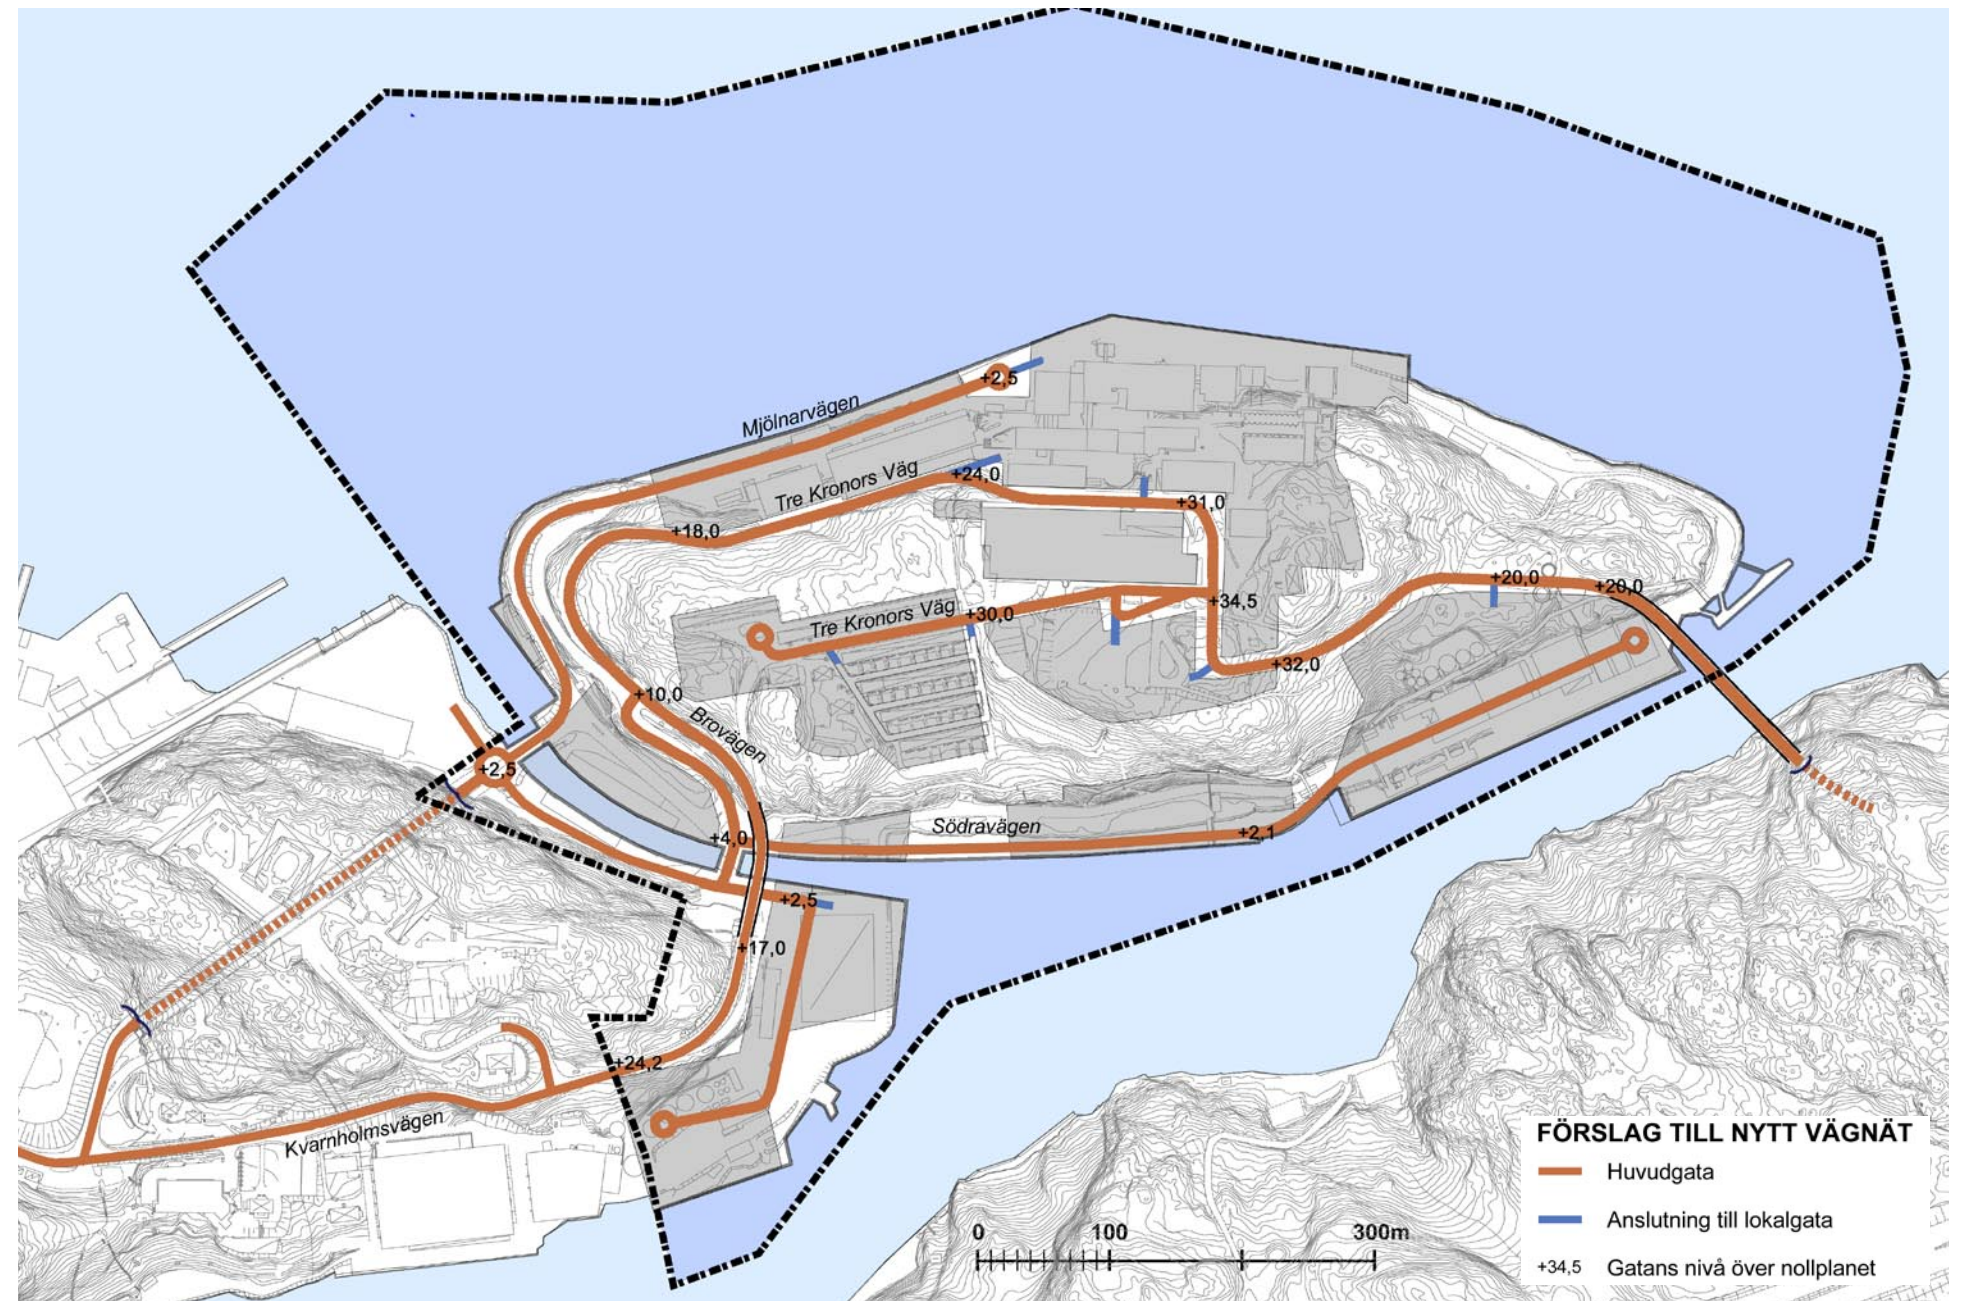 +2,5
Mjölnarvägen
Tre Kronors Väg
+24,0
+31,0
+18,0
+20,0
+20,0
+34,5
Tre Kronors Väg
+30,0
+32,0
+10,0
Brovägen
+2,5
+4,0
Södravägen
+2,1
+2,5
+17,0
+24,2
Kvarnholmsvägen
FÖRSLAG TILL NYTT VÄGNÄT
Huvudgata
Anslutning till lokalgata
+34,5 Gatans nivå över nollplanet
0 100 300m